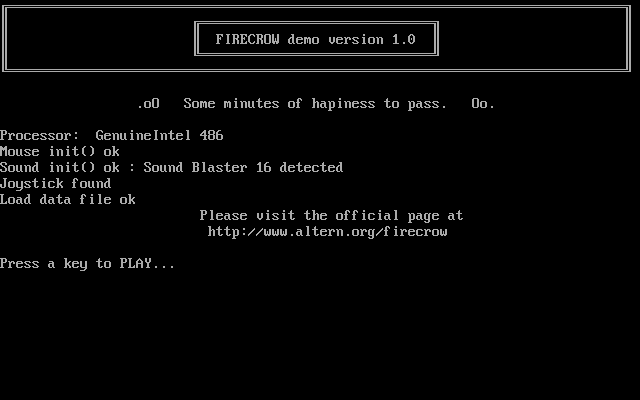 FIRECROW demo version 1.0
.oO   Some minutes of hapiness to pass.   Oo.
Processor:  GenuineIntel 486
Mouse init() ok
Sound init() ok : Sound Blaster 16 detected
Joystick found
Load data file ok
Please visit the official page at
http://www.altern.org/firecrow
Press a key to PLAY...